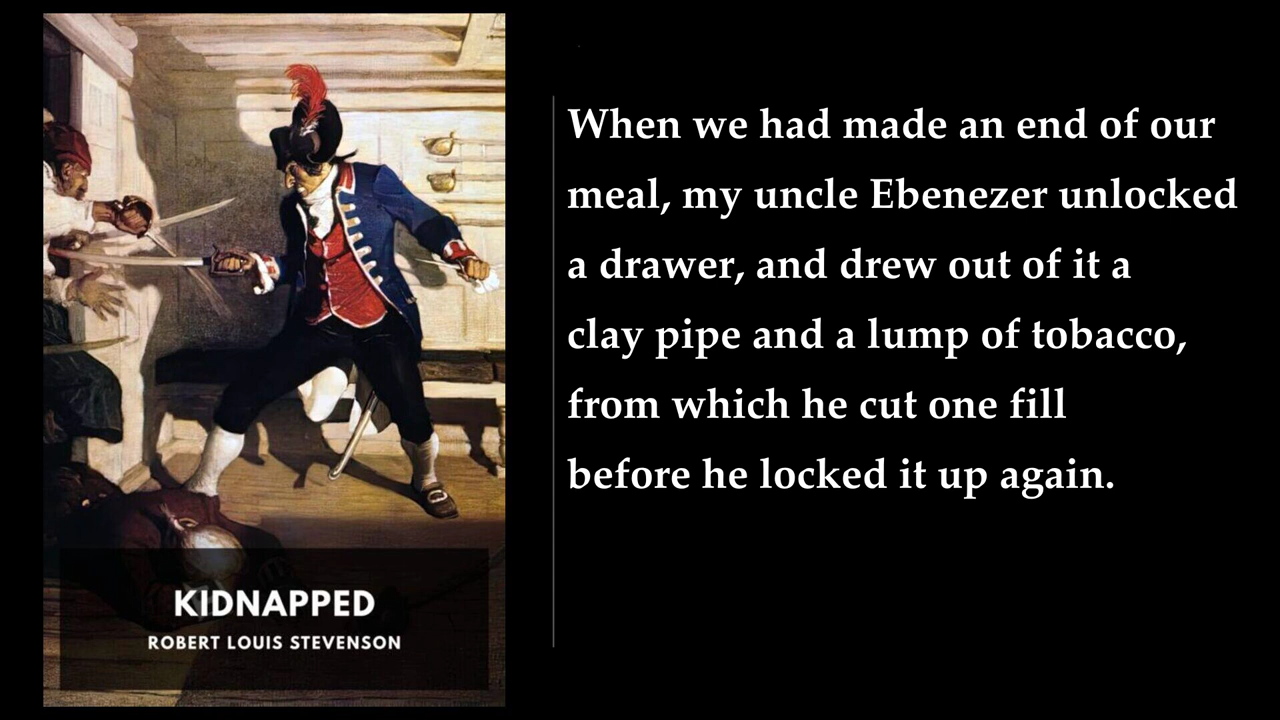 KIDNAPPED
ROBERT LOUIS STEVENSON
When we had made an end of our
meal, my uncle Ebenezer unlocked
a drawer, and drew out of it a
clay pipe and a lump of tobacco,
from which he cut one fill
before he locked it up again.